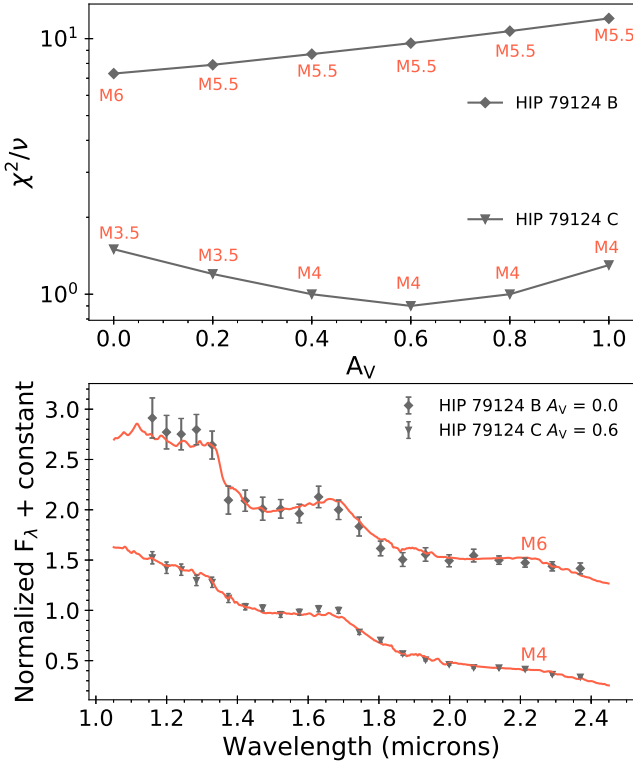 10¹
M6
M5.5
M5.5
M5.5
M5.5
M5.5
HIP 79124 B
χ²/ν
HIP 79124 C
M3.5
M3.5
M4
M4
M4
M4
10⁰
0.0 0.2 0.4 0.6 0.8 1.0
A_V
HIP 79124 B A_V = 0.0
HIP 79124 C A_V = 0.6
3.0
2.5
2.0
1.5
1.0
0.5
Normalized F_λ + constant
M6
M4
1.0 1.2 1.4 1.6 1.8 2.0 2.2 2.4
Wavelength (microns)